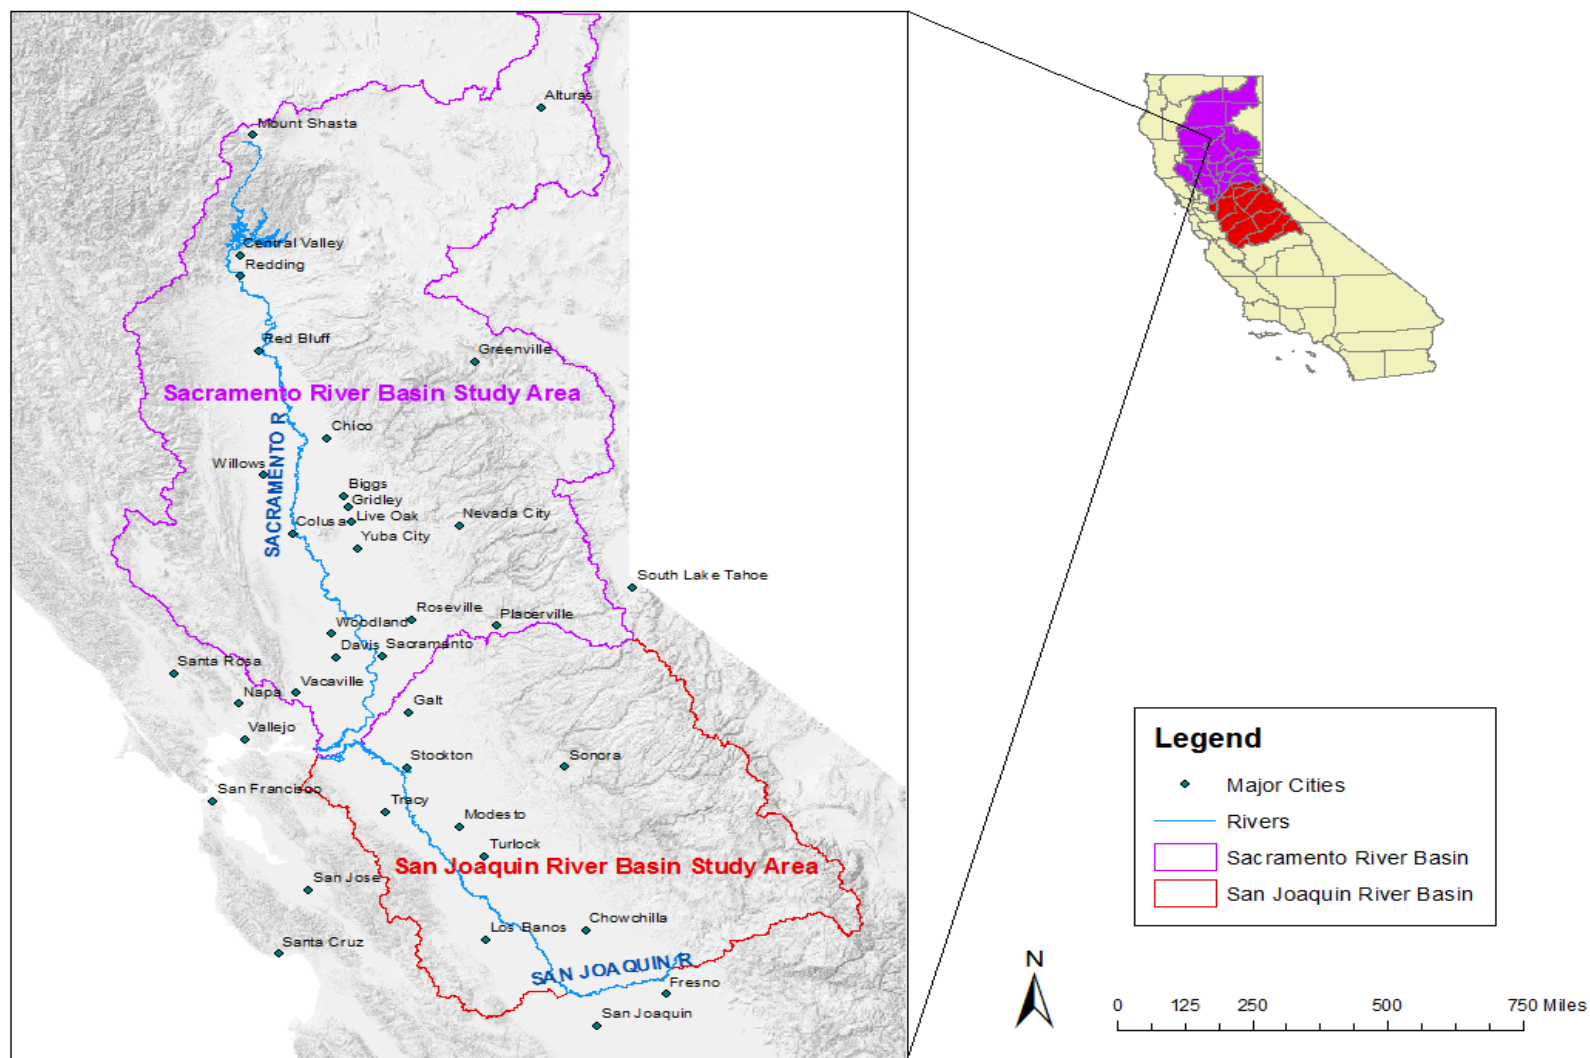 Alturas
Mount Shasta
Central Valley
Redding
Red Bluff
Greenville
Sacramento River Basin Study Area
SACRAMENTO R
Chico
Willows
Biggs
Gridley
Live Oak
Colusa
Nevada City
Yuba City
South Lake Tahoe
Roseville
Placerville
Woodland
Davis
Sacramento
Santa Rosa
Vacaville
Napa
Galt
Vallejo
Stockton
Sonora
San Francisco
Tracy
Modesto
Turlock
San Joaquin River Basin Study Area
San Jose
Chowchilla
Los Banos
Santa Cruz
SAN JOAQUIN R
Fresno
San Joaquin
Legend
Major Cities
Rivers
Sacramento River Basin
San Joaquin River Basin
N
0 125 250 500 750 Miles